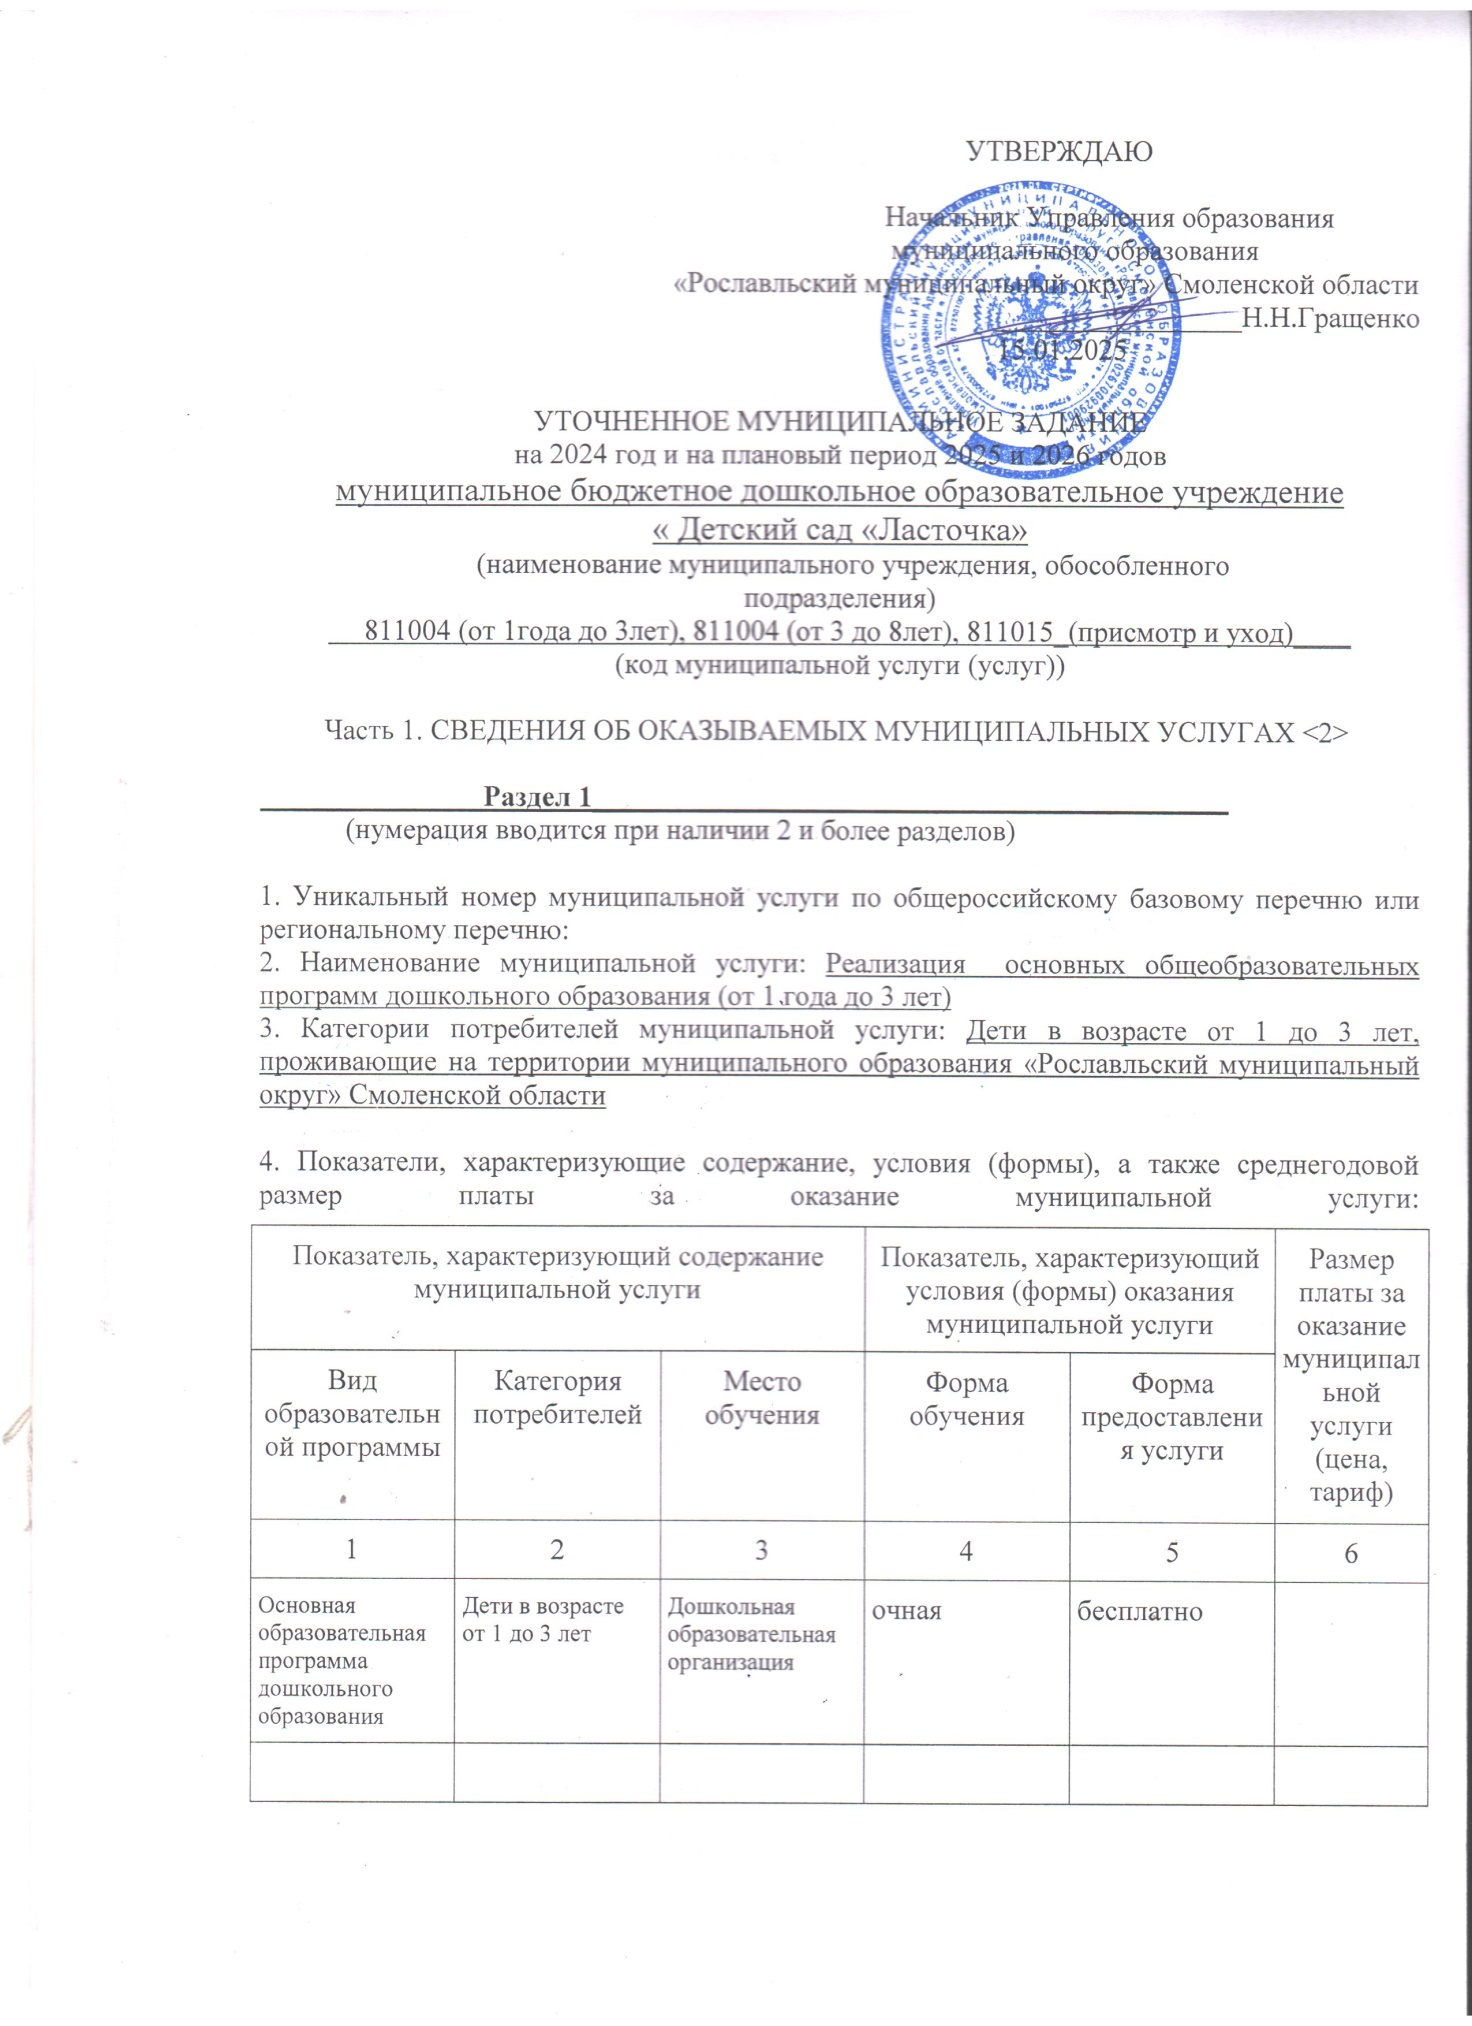 УТВЕРЖДАЮ
Начальник Управления образования
муниципального образования
«Рославльский муниципальный округ» Смоленской области
Н.Н.Гращенко
15.01.2025
УТОЧНЕННОЕ МУНИЦИПАЛЬНОЕ ЗАДАНИЕ
на 2024 год и на плановый период 2025 и 2026 годов
муниципальное бюджетное дошкольное образовательное учреждение
« Детский сад «Ласточка»
(наименование муниципального учреждения, обособленного
подразделения)
811004 (от 1года до 3лет), 811004 (от 3 до 8лет), 811015_(присмотр и уход)
(код муниципальной услуги (услуг))
Часть 1. СВЕДЕНИЯ ОБ ОКАЗЫВАЕМЫХ МУНИЦИПАЛЬНЫХ УСЛУГАХ <2>
Раздел 1
(нумерация вводится при наличии 2 и более разделов)
1. Уникальный номер муниципальной услуги по общероссийскому базовому перечню или
региональному перечню:
2. Наименование муниципальной услуги: Реализация основных общеобразовательных
программ дошкольного образования (от 1 года до 3 лет)
3. Категории потребителей муниципальной услуги: Дети в возрасте от 1 до 3 лет,
проживающие на территории муниципального образования «Рославльский муниципальный
округ» Смоленской области
4. Показатели, характеризующие содержание, условия (формы), а также среднегодовой
размер платы за оказание муниципальной услуги:
Показатель, характеризующий содержание
муниципальной услуги
Показатель, характеризующий
условия (формы) оказания
муниципальной услуги
Размер
платы за
оказание
муниципал
ьной
услуги
(цена,
тариф)
Вид
образовательн
ой программы
Категория
потребителей
Место
обучения
Форма
обучения
Форма
предоставлени
я услуги
1
2
3
4
5
6
Основная
образовательная
программа
дошкольного
образования
Дети в возрасте
от 1 до 3 лет
Дошкольная
образовательная
организация
очная
бесплатно